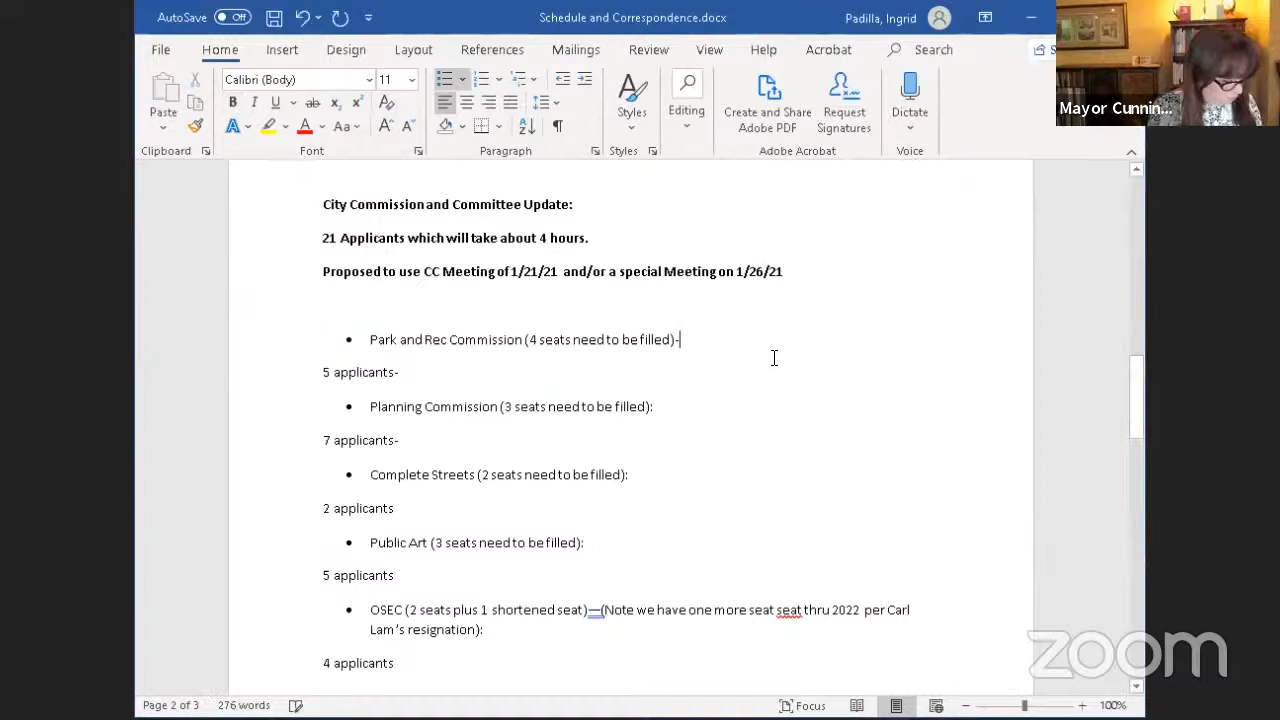 AutoSave Off Schedule and Correspondence.docx Padilla, Ingrid
File Home Insert Design Layout References Mailings Review View Help Acrobat Search S
Calibri (Body) 11
Paste Styles Editing Create and Share Adobe PDF Request Signatures Dictate
Clipboard Font Paragraph Styles Adobe Acrobat Voice
Mayor Cunnin...
City Commission and Committee Update:
21 Applicants which will take about 4 hours.
Proposed to use CC Meeting of 1/21/21 and/or a special Meeting on 1/26/21
• Park and Rec Commission (4 seats need to be filled)-
5 applicants-
• Planning Commission (3 seats need to be filled):
7 applicants-
• Complete Streets (2 seats need to be filled):
2 applicants
• Public Art (3 seats need to be filled):
5 applicants
• OSEC (2 seats plus 1 shortened seat)—(Note we have one more seat seat thru 2022 per Carl
Lam's resignation):
4 applicants
zoom
Page 2 of 3 276 words Focus 100%